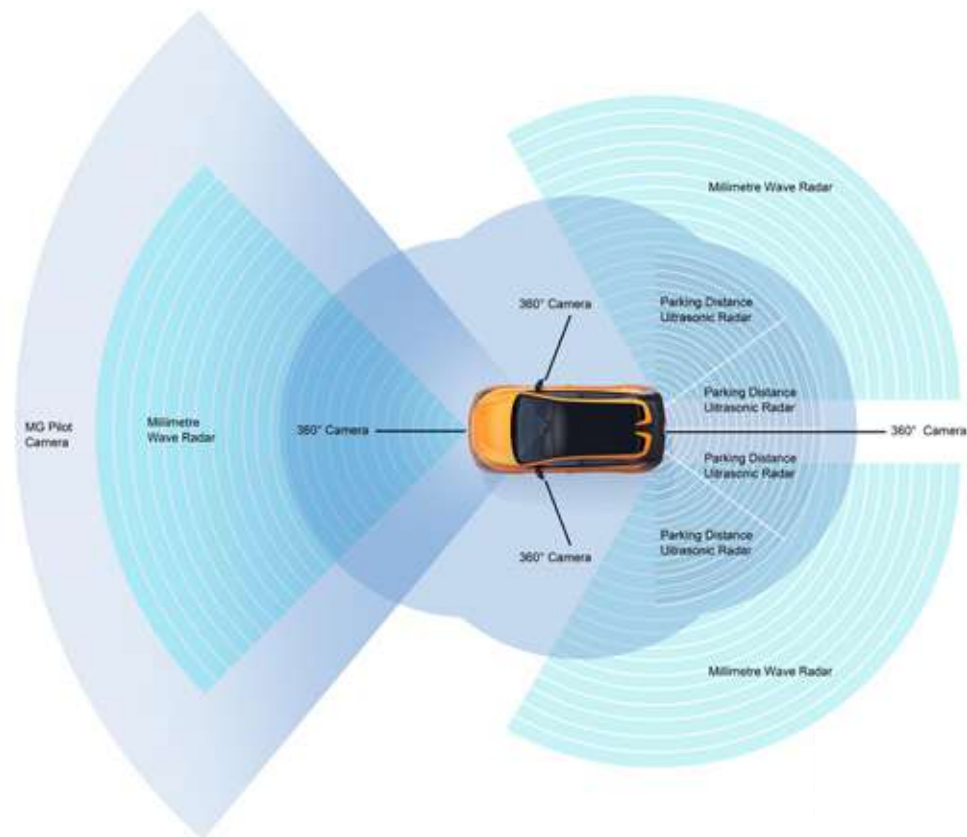 Millimetre Wave Radar
360° Camera
Parking Distance
Ultrasonic Radar
Parking Distance
Ultrasonic Radar
MG Pilot
Camera
Millimetre
Wave Radar
360° Camera
360° Camera
Parking Distance
Ultrasonic Radar
Parking Distance
Ultrasonic Radar
360° Camera
Millimetre Wave Radar